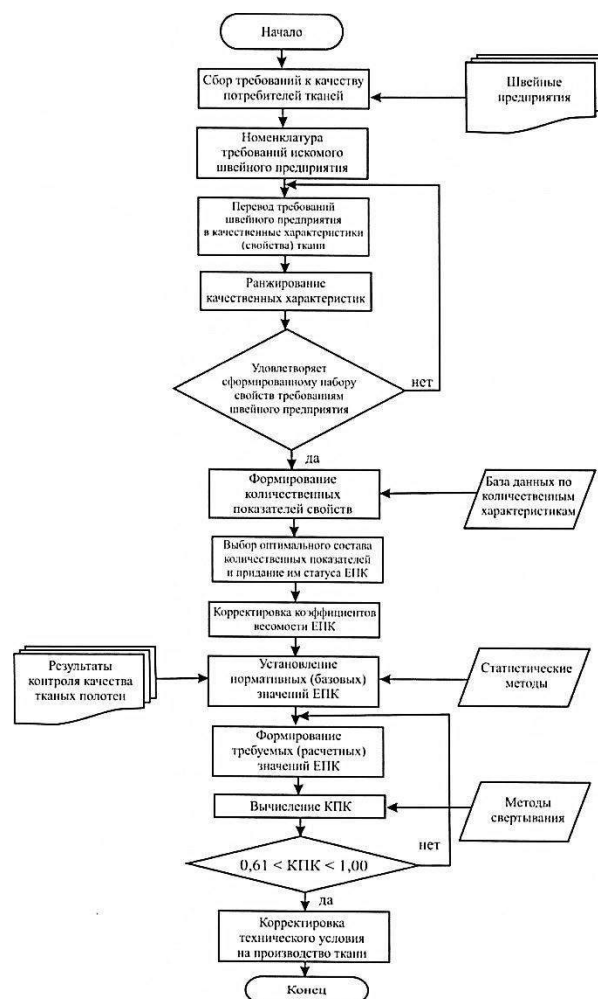 Начало
Сбор требований к качеству
потребителей тканей
Швейные
предприятия
Номенклатура
требований искомого
швейного предприятия
Перевод требований
швейного предприятия
в качественные характеристики
(свойства) ткани
Ранжирование
качественных характеристик
Удовлетворяет
сформированному набору
свойств требованиям
швейного предприятия
нет
да
Формирование
количественных
показателей свойств
База данных по
количественным
характеристикам
Выбор оптимального состава
количественных показателей
и придание им статуса ЕПК
Корректировка коэффициентов
весомости ЕПК
Результаты
контроля качества
тканых полотен
Установление
нормативных (базовых)
значений ЕПК
Статистические
методы
Формирование
требуемых (расчетных)
значений ЕПК
Вычисление КПК
Методы
свертывания
нет
0,61 < КПК < 1,00
да
Корректировка
технического условия
на производство ткани
Конец